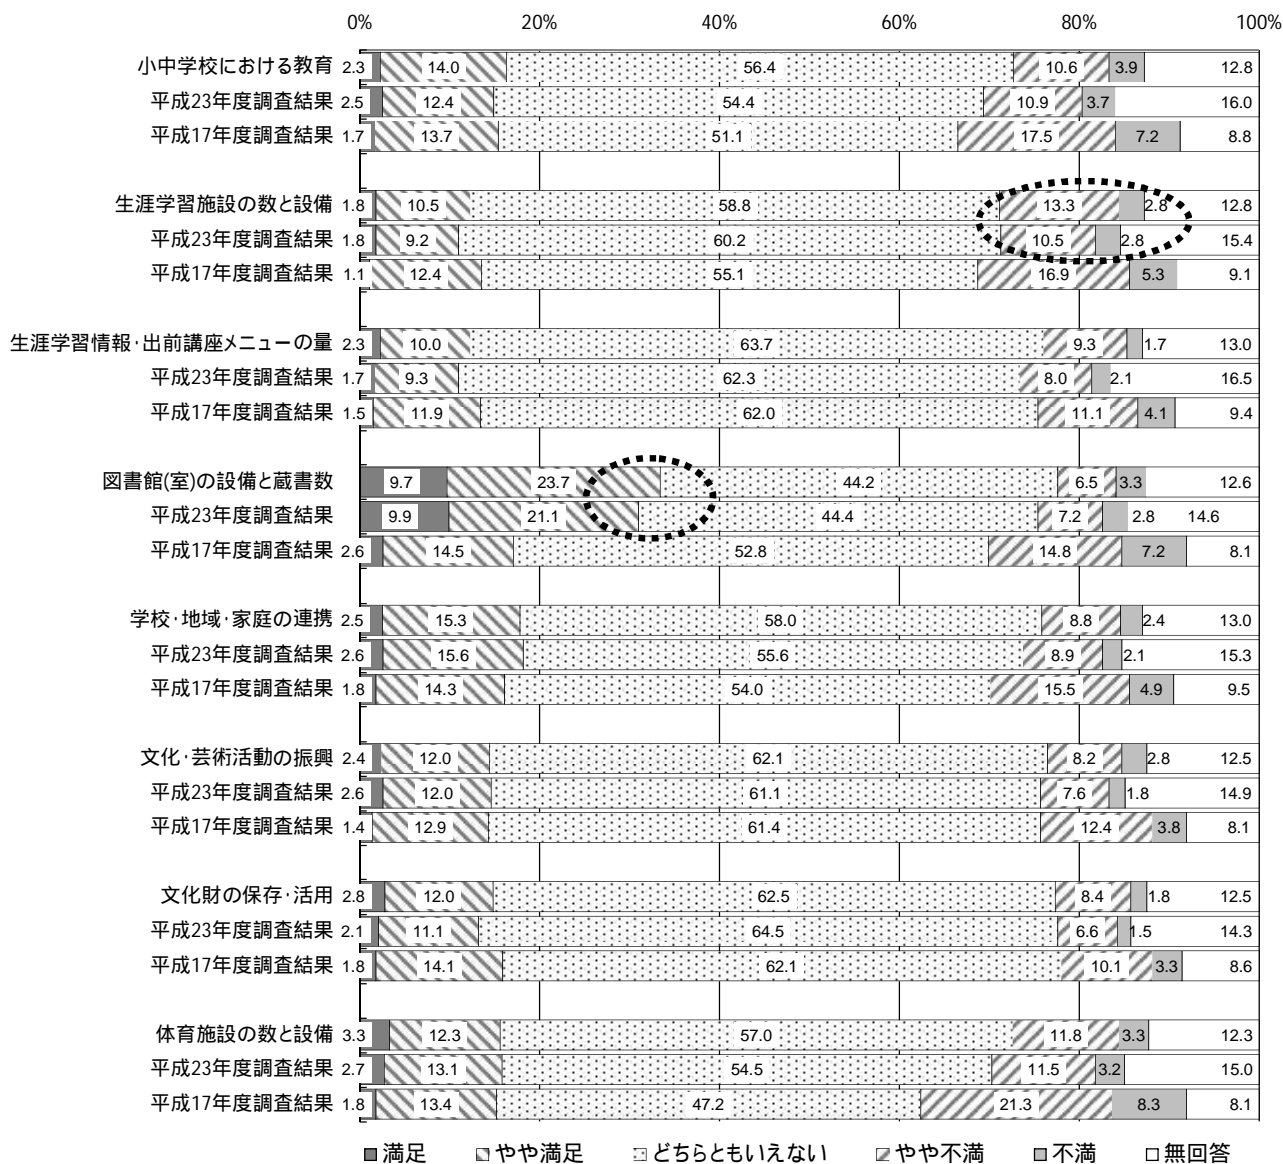 0% 20% 40% 60% 80% 100%
小中学校における教育 2.3 14.0 56.4 10.6 3.9 12.8
平成23年度調査結果 2.5 12.4 54.4 10.9 3.7 16.0
平成17年度調査結果 1.7 13.7 51.1 17.5 7.2 8.8
生涯学習施設の数と設備 1.8 10.5 58.8 13.3 2.8 12.8
平成23年度調査結果 1.8 9.2 60.2 10.5 2.8 15.4
平成17年度調査結果 1.1 12.4 55.1 16.9 5.3 9.1
生涯学習情報・出前講座メニューの量 2.3 10.0 63.7 9.3 1.7 13.0
平成23年度調査結果 1.7 9.3 62.3 8.0 2.1 16.5
平成17年度調査結果 1.5 11.9 62.0 11.1 4.1 9.4
図書館(室)の設備と蔵書数 9.7 23.7 44.2 6.5 3.3 12.6
平成23年度調査結果 9.9 21.1 44.4 7.2 2.8 14.6
平成17年度調査結果 2.6 14.5 52.8 14.8 7.2 8.1
学校・地域・家庭の連携 2.5 15.3 58.0 8.8 2.4 13.0
平成23年度調査結果 2.6 15.6 55.6 8.9 2.1 15.3
平成17年度調査結果 1.8 14.3 54.0 15.5 4.9 9.5
文化・芸術活動の振興 2.4 12.0 62.1 8.2 2.8 12.5
平成23年度調査結果 2.6 12.0 61.1 7.6 1.8 14.9
平成17年度調査結果 1.4 12.9 61.4 12.4 3.8 8.1
文化財の保存・活用 2.8 12.0 62.5 8.4 1.8 12.5
平成23年度調査結果 2.1 11.1 64.5 6.6 1.5 14.3
平成17年度調査結果 1.8 14.1 62.1 10.1 3.3 8.6
体育施設の数と設備 3.3 12.3 57.0 11.8 3.3 12.3
平成23年度調査結果 2.7 13.1 54.5 11.5 3.2 15.0
平成17年度調査結果 1.8 13.4 47.2 21.3 8.3 8.1
満足 やや満足 どちらともいえない やや不満 不満 無回答